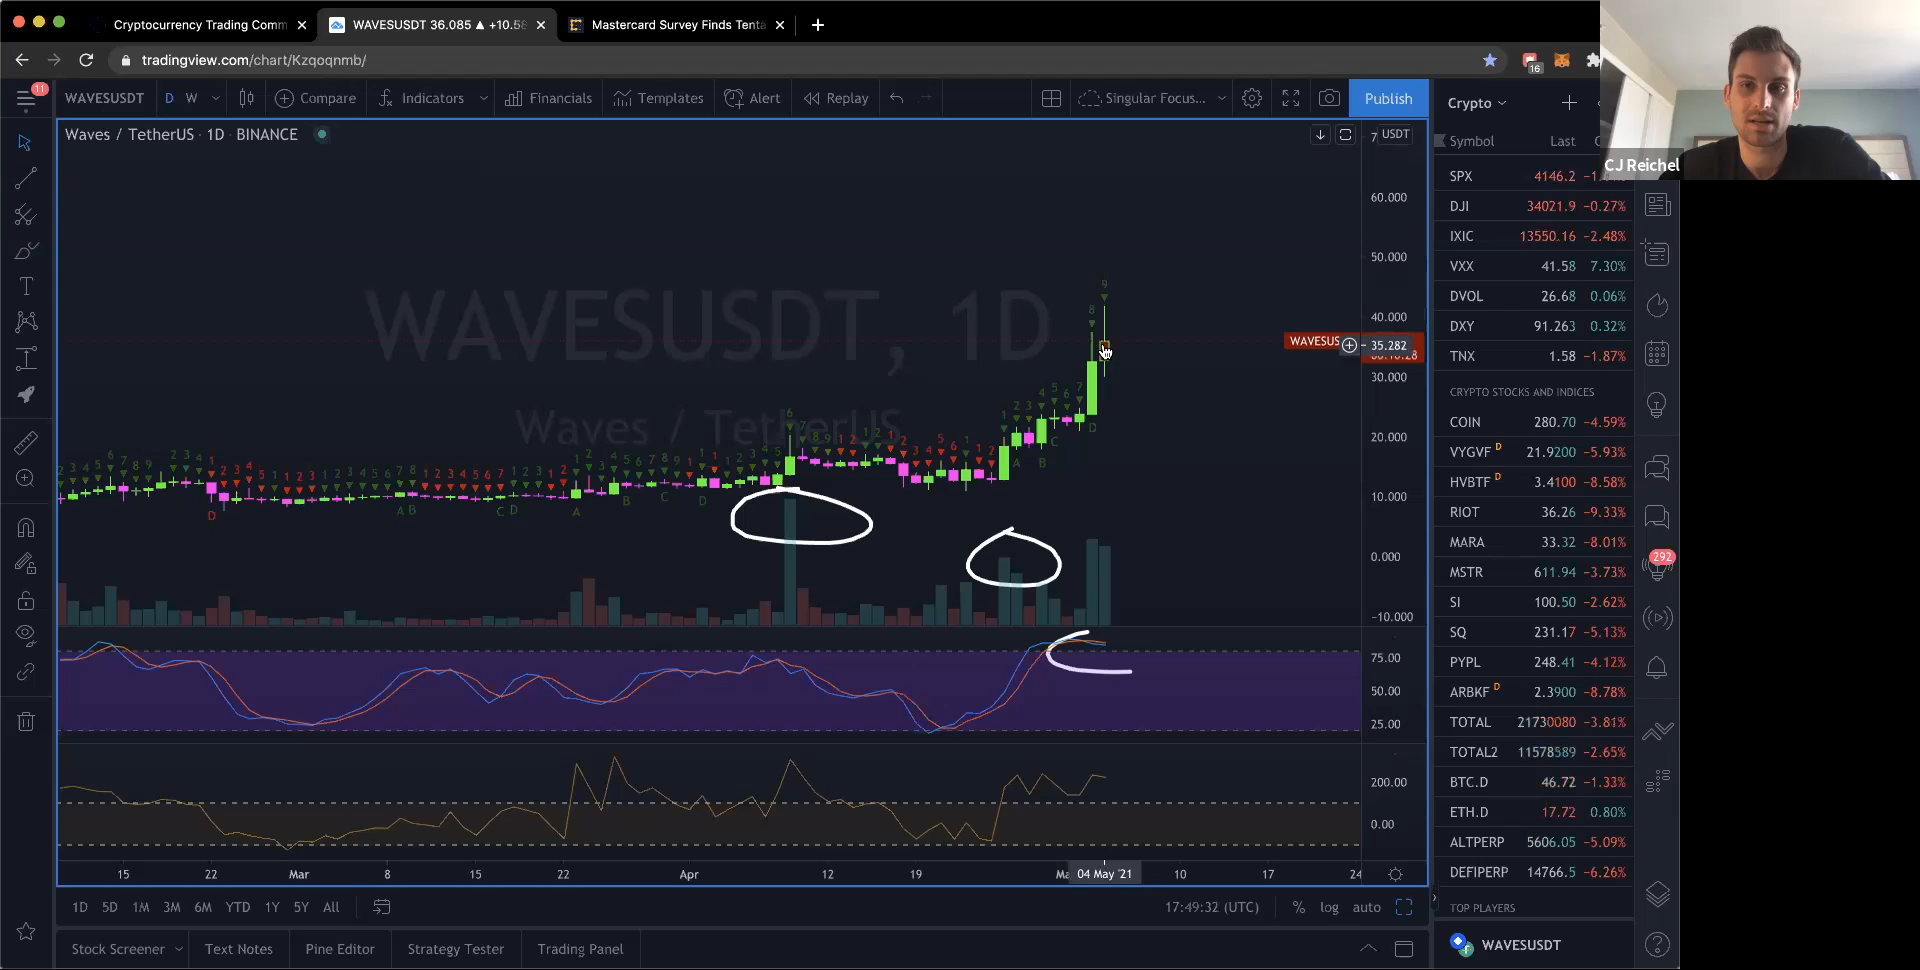 Cryptocurrency Trading Comm
WAVESUSDT 36.085 ▲ +10.58
Mastercard Survey Finds Tenta
tradingview.com/chart/Kzqoqnmb/
16
CJ Reichel
11
WAVESUSDT D W Compare Indicators Financials Templates Alert Replay Singular Focus... Publish
Waves / TetherUS · 1D · BINANCE
USDT
60.000
50.000
40.000
WAVESUS 35.282
30.000
20.000
10.000
0.000
-10.000
75.00
50.00
25.00
200.00
0.00
WAVESUSDT, 1D
Waves / TetherUS
15 22 Mar 8 15 22 Apr 12 19 04 May '21 10 17 24
1D 5D 1M 3M 6M YTD 1Y 5Y All
17:49:32 (UTC) % log auto
Stock Screener Text Notes Pine Editor Strategy Tester Trading Panel
Crypto
Symbol Last
SPX 4146.2
DJI 34021.9 -0.27%
IXIC 13550.16 -2.48%
VXX 41.58 7.30%
DVOL 26.68 0.06%
DXY 91.263 0.32%
TNX 1.58 -1.87%
CRYPTO STOCKS AND INDICES
COIN 280.70 -4.59%
VYGVF D 21.9200 -5.93%
HVBTF D 3.4100 -8.58%
RIOT 36.26 -9.33%
MARA 33.32 -8.01%
MSTR 611.94 -3.73%
SI 100.50 -2.62%
SQ 231.17 -5.13%
PYPL 248.41 -4.12%
ARBKF D 2.3900 -8.78%
TOTAL 21730080 -3.81%
TOTAL2 11578589 -2.65%
BTC.D 46.72 -1.33%
ETH.D 17.72 0.80%
ALTPERP 5606.05 -5.09%
DEFIPERP 14766.5 -6.26%
TOP PLAYERS
WAVESUSDT
292